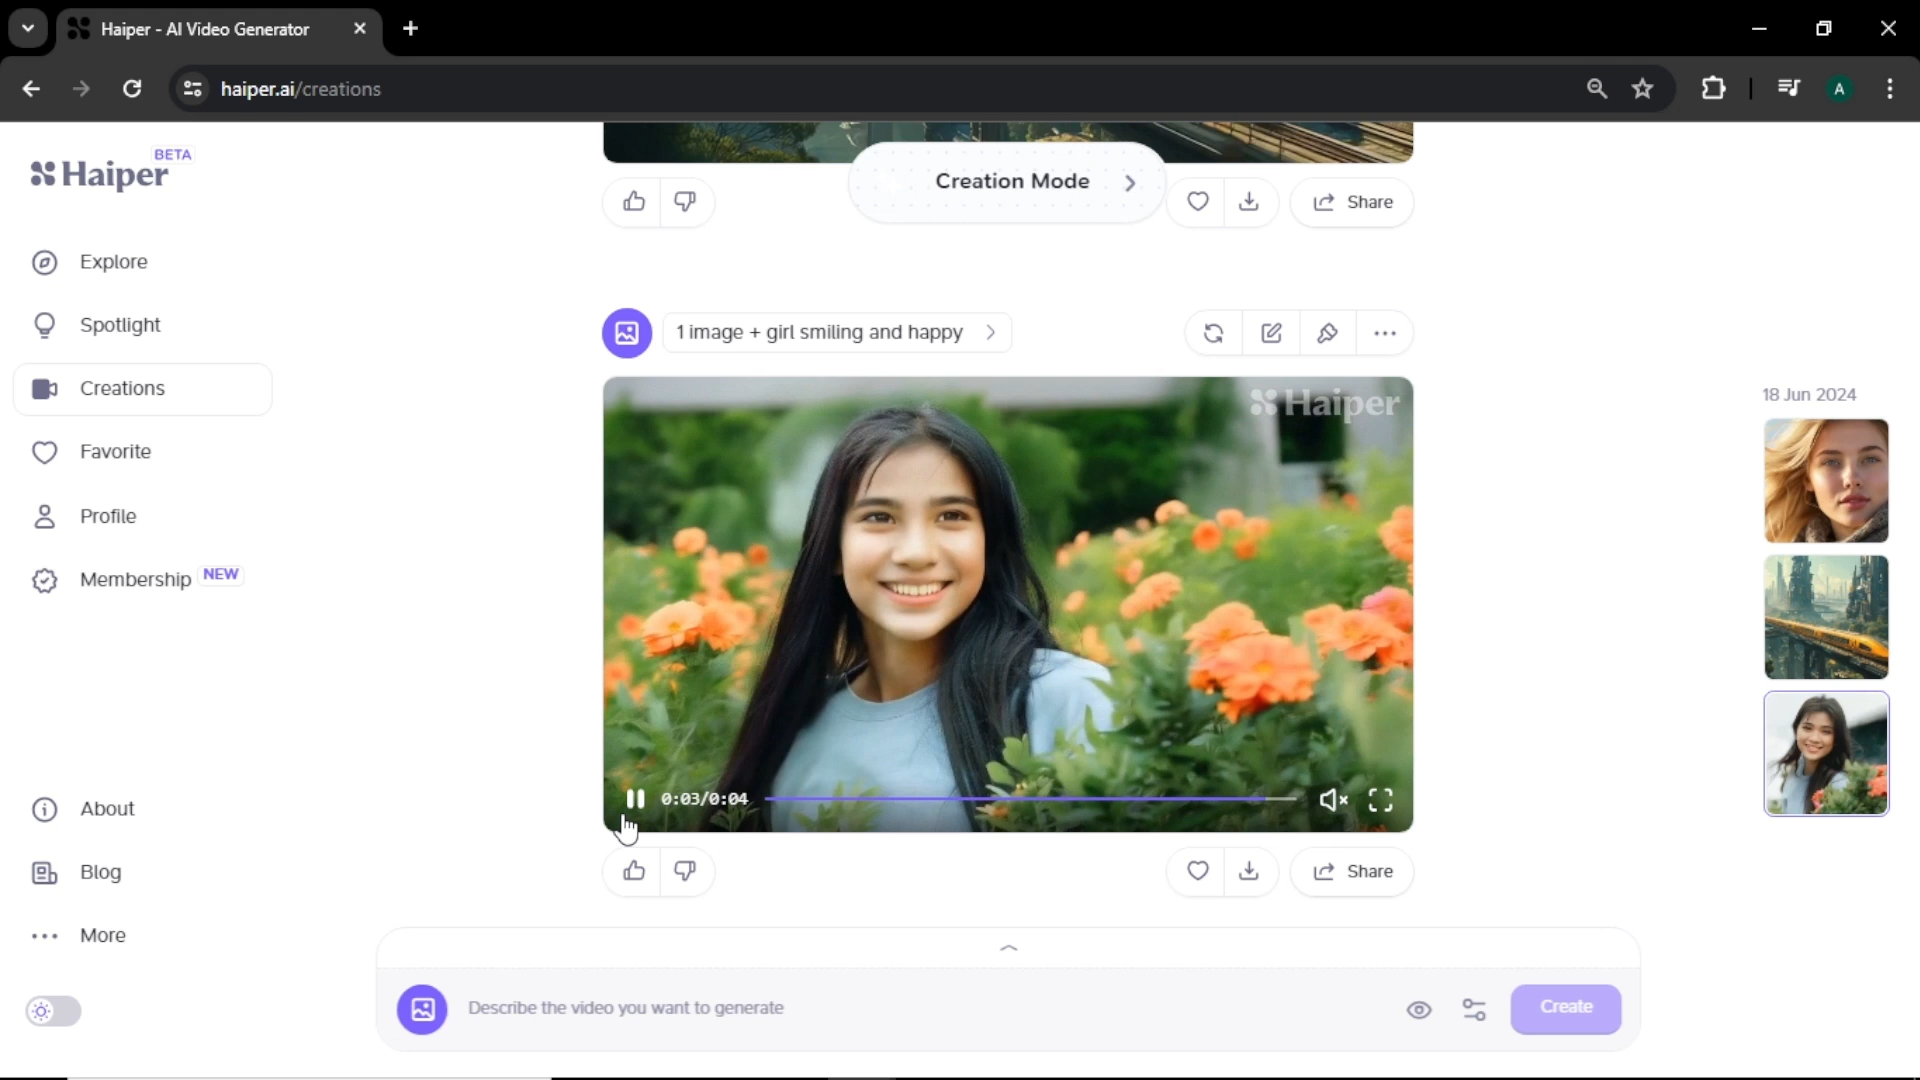 Haiper - AI Video Generator
haiper.ai/creations
A
Haiper BETA
Explore
Spotlight
Creations
Favorite
Profile
Membership NEW
About
Blog
More
Creation Mode
Share
1 image + girl smiling and happy
Haiper
0:03/0:04
Share
Describe the video you want to generate
Create
18 Jun 2024